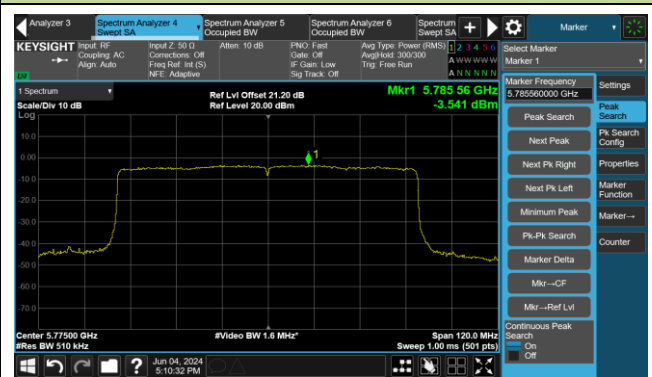 Analyzer 3
Spectrum Analyzer 4
Swept SA
Spectrum Analyzer 5
Occupied BW
Spectrum Analyzer 6
Occupied BW
Spectrum
Swept SA
Marker
KEYSIGHT
Input: RF
Coupling: AC
Align: Auto
Input Z: 50 Ω
Corrections: Off
Freq Ref: Int (S)
NFE: Adaptive
Atten: 10 dB
PNO: Fast
Gate: Off
IF Gain: Low
Sig Track: Off
Avg Type: Power (RMS)
Avg|Hold: 300/300
Trig: Free Run
1 2 3 4 5 6
A W W W W W
A N N N N N
LXI
Select Marker
Marker 1
1 Spectrum
Scale/Div 10 dB
Log
Ref Lvl Offset 21.20 dB
Ref Level 20.00 dBm
Mkr1 5.785 56 GHz
-3.541 dBm
10.0
0.00
-10.0
-20.0
-30.0
-40.0
-50.0
-60.0
-70.0
1
Center 5.77500 GHz
#Res BW 510 kHz
#Video BW 1.6 MHz*
Span 120.0 MHz
Sweep 1.00 ms (501 pts)
Marker Frequency
5.785560000 GHz
Peak Search
Next Peak
Next Pk Right
Next Pk Left
Minimum Peak
Pk-Pk Search
Marker Delta
Mkr→CF
Mkr→Ref Lvl
Continuous Peak
Search
On
Off
Settings
Peak
Search
Pk Search
Config
Properties
Marker
Function
Marker→
Counter
Jun 04, 2024
5:10:32 PM